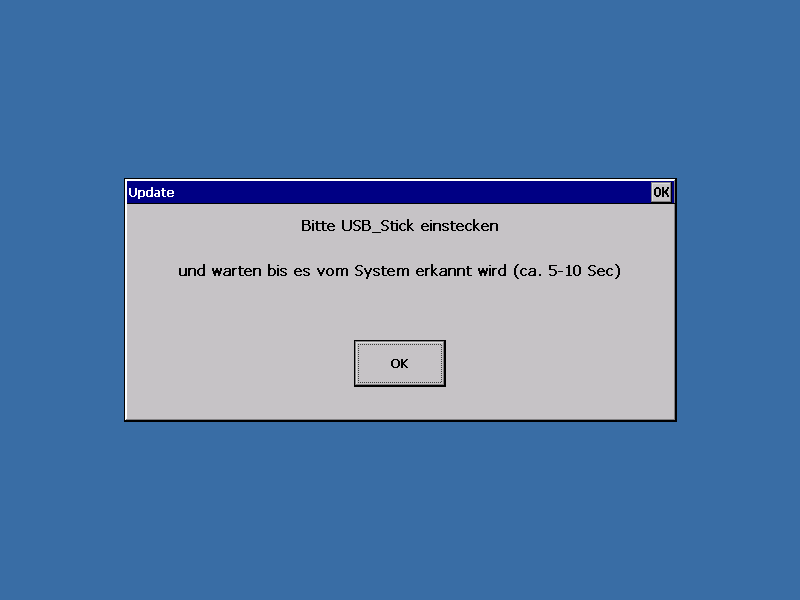 Update OK
Bitte USB_Stick einstecken
und warten bis es vom System erkannt wird (ca. 5-10 Sec)
OK